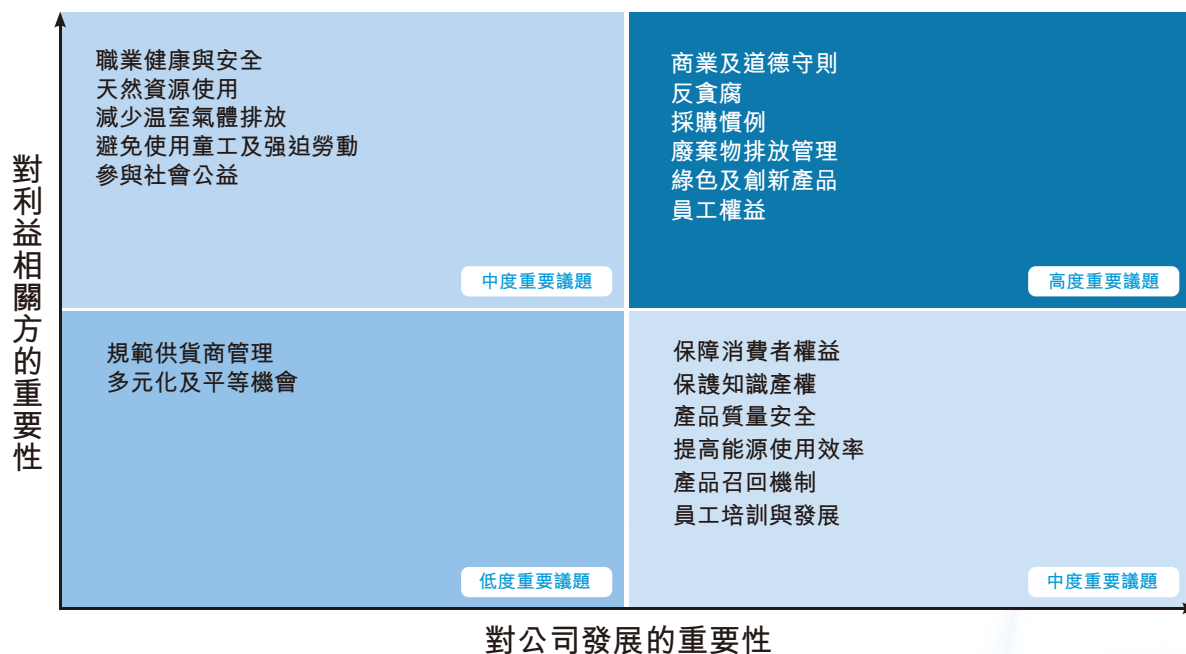 對利益相關方的重要性
職業健康與安全
天然資源使用
減少温室氣體排放
避免使用童工及强迫勞動
參與社會公益
中度重要議題
商業及道德守則
反貪腐
採購慣例
廢棄物排放管理
綠色及創新產品
員工權益
高度重要議題
規範供貨商管理
多元化及平等機會
低度重要議題
保障消費者權益
保謢知識產權
產品質量安全
提高能源使用效率
產品召回機制
員工培訓與發展
中度重要議題
對公司發展的重要性